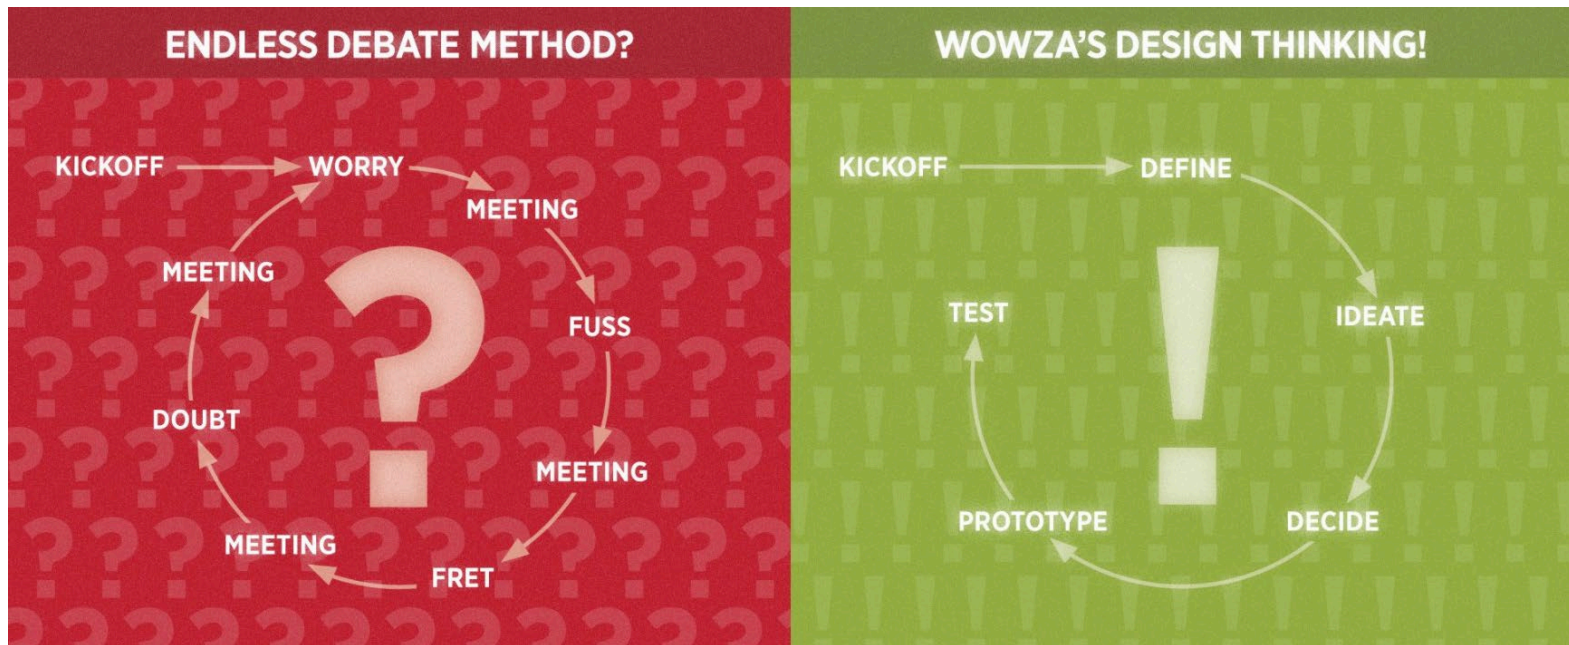 ENDLESS DEBATE METHOD?
KICKOFF
WORRY
MEETING
FUSS
MEETING
FRET
MEETING
DOUBT
MEETING
?
WOWZA'S DESIGN THINKING!
KICKOFF
DEFINE
IDEATE
DECIDE
PROTOTYPE
TEST
!